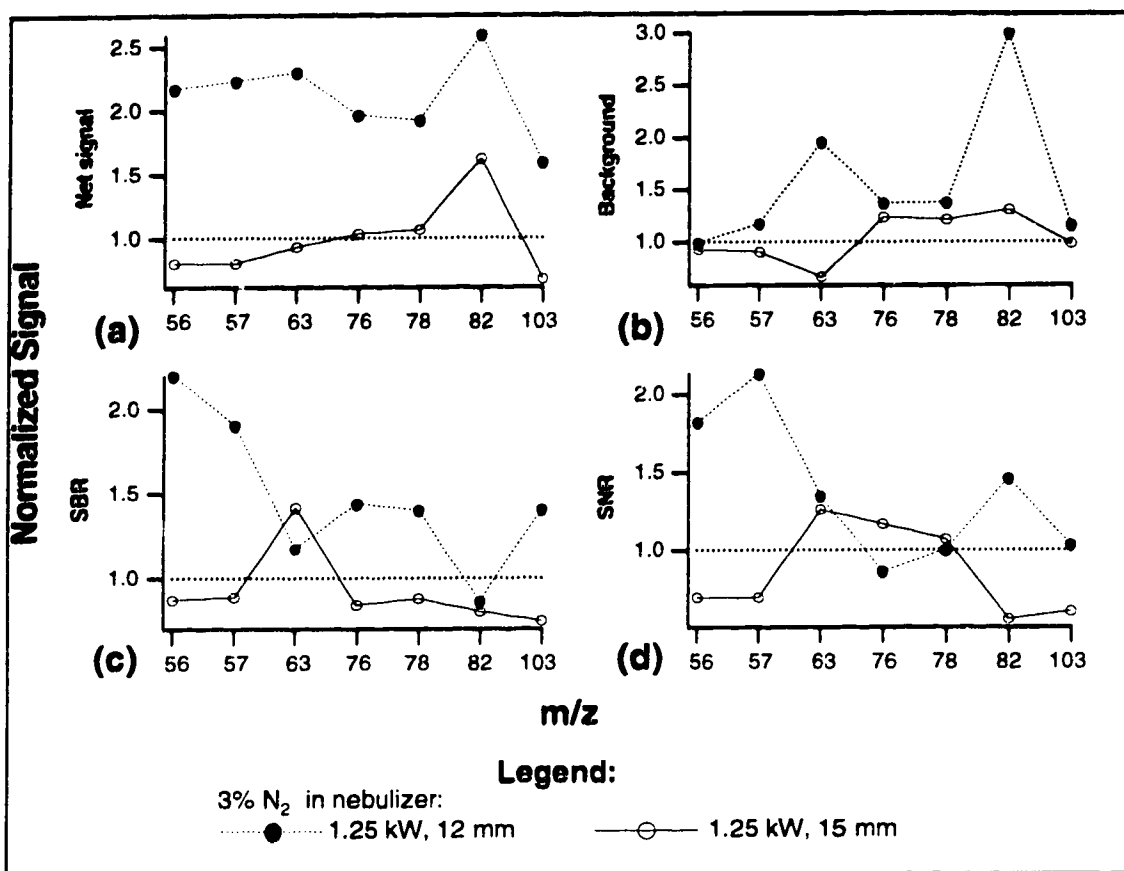 Normalized Signal
Net signal
2.5
2.0
1.5
1.0
(a)
56 57 63 76 78 82 103
Background
3.0
2.5
2.0
1.5
1.0
(b)
56 57 63 76 78 82 103
SBR
2.0
1.5
1.0
(c)
56 57 63 76 78 82 103
SNR
2.0
1.5
1.0
(d)
56 57 63 76 78 82 103
m/z
Legend:
3% N₂ in nebulizer:
1.25 kW, 12 mm
1.25 kW, 15 mm